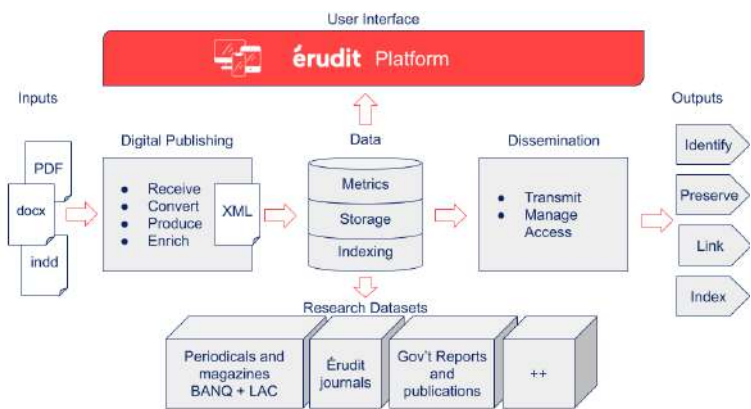 User Interface
érudit Platform
Inputs
Outputs
PDF
docx
indd
Digital Publishing
● Receive
● Convert
● Produce
● Enrich
XML
Data
Metrics
Storage
Indexing
Dissemination
● Transmit
● Manage
Access
Identify
Preserve
Link
Index
Research Datasets
Periodicals and
magazines
BANQ + LAC
Érudit
journals
Gov't Reports
and
publications
++